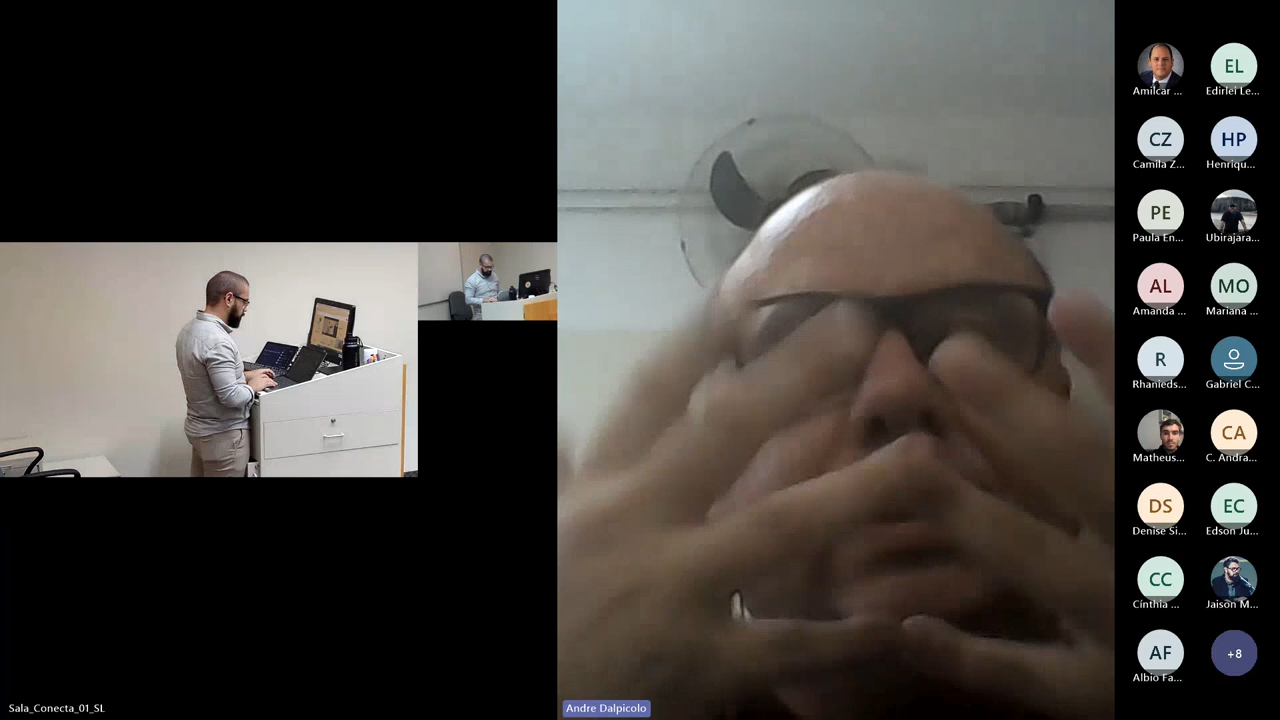 Sala_Conecta_01_SL
Andre Dalpicolo
Amilcar ...
EL
Edirlei Le...
CZ
Camila Z...
HP
Henriqu...
PE
Paula En...
Ubirajara...
AL
Amanda ...
MO
Mariana ...
R
Rhanieds...
Gabriel C...
Matheus...
CA
C. Andra...
DS
Denise Si...
EC
Edson Ju...
CC
Cínthia ...
Jaison M...
AF
Albio Fa...
+8